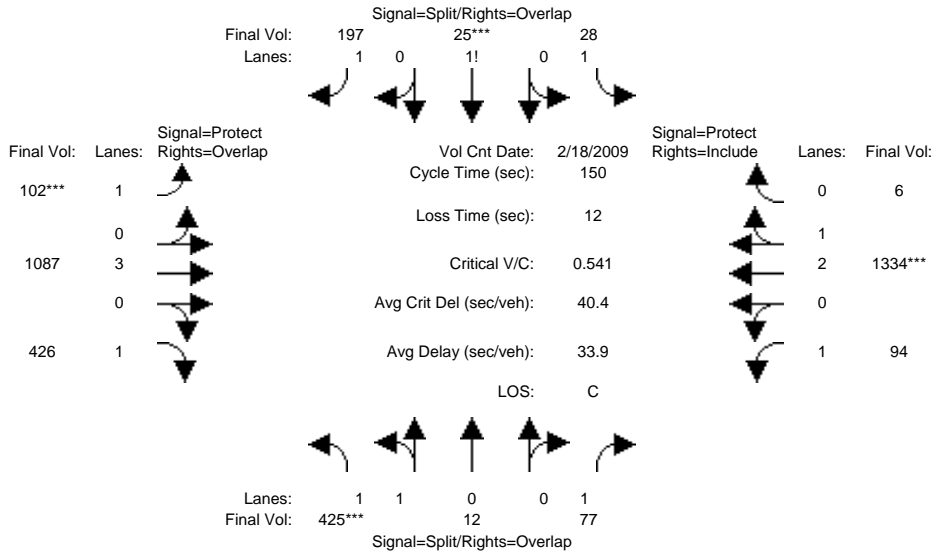 Signal=Split/Rights=Overlap
Final Vol: 197 25*** 28
Lanes: 1 0 1! 0 1
Signal=Protect
Final Vol: Lanes: Rights=Overlap
Vol Cnt Date: 2/18/2009
Signal=Protect
Rights=Include Lanes: Final Vol:
Cycle Time (sec): 150
102*** 1
0 6
Loss Time (sec): 12
0
1
1087 3
Critical V/C: 0.541
2 1334***
0
Avg Crit Del (sec/veh): 40.4
0
426 1
Avg Delay (sec/veh): 33.9
1 94
LOS: C
Lanes: 1 1 0 0 1
Final Vol: 425*** 12 77
Signal=Split/Rights=Overlap